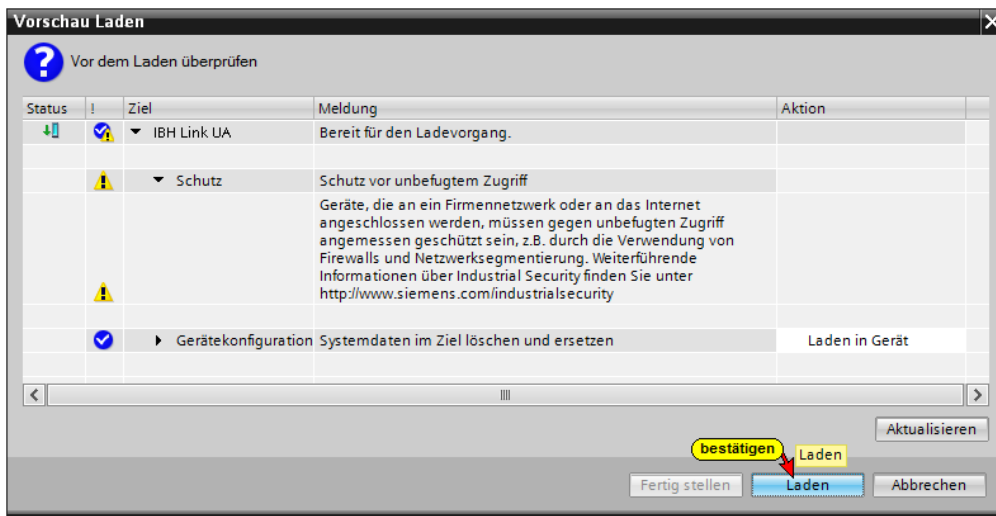 Vorschau Laden
Vor dem Laden überprüfen
Status ! Ziel Meldung Aktion
IBH Link UA Bereit für den Ladevorgang.
Schutz Schutz vor unbefugtem Zugriff
Geräte, die an ein Firmennetzwerk oder an das Internet
angeschlossen werden, müssen gegen unbefugten Zugriff
angemessen geschützt sein, z.B. durch die Verwendung von
Firewalls und Netzwerksegmentierung. Weiterführende
Informationen über Industrial Security finden Sie unter
http://www.siemens.com/industrialsecurity
Gerätekonfiguration Systemdaten im Ziel löschen und ersetzen Laden in Gerät
Aktualisieren
bestätigen Laden
Fertig stellen Laden Abbrechen